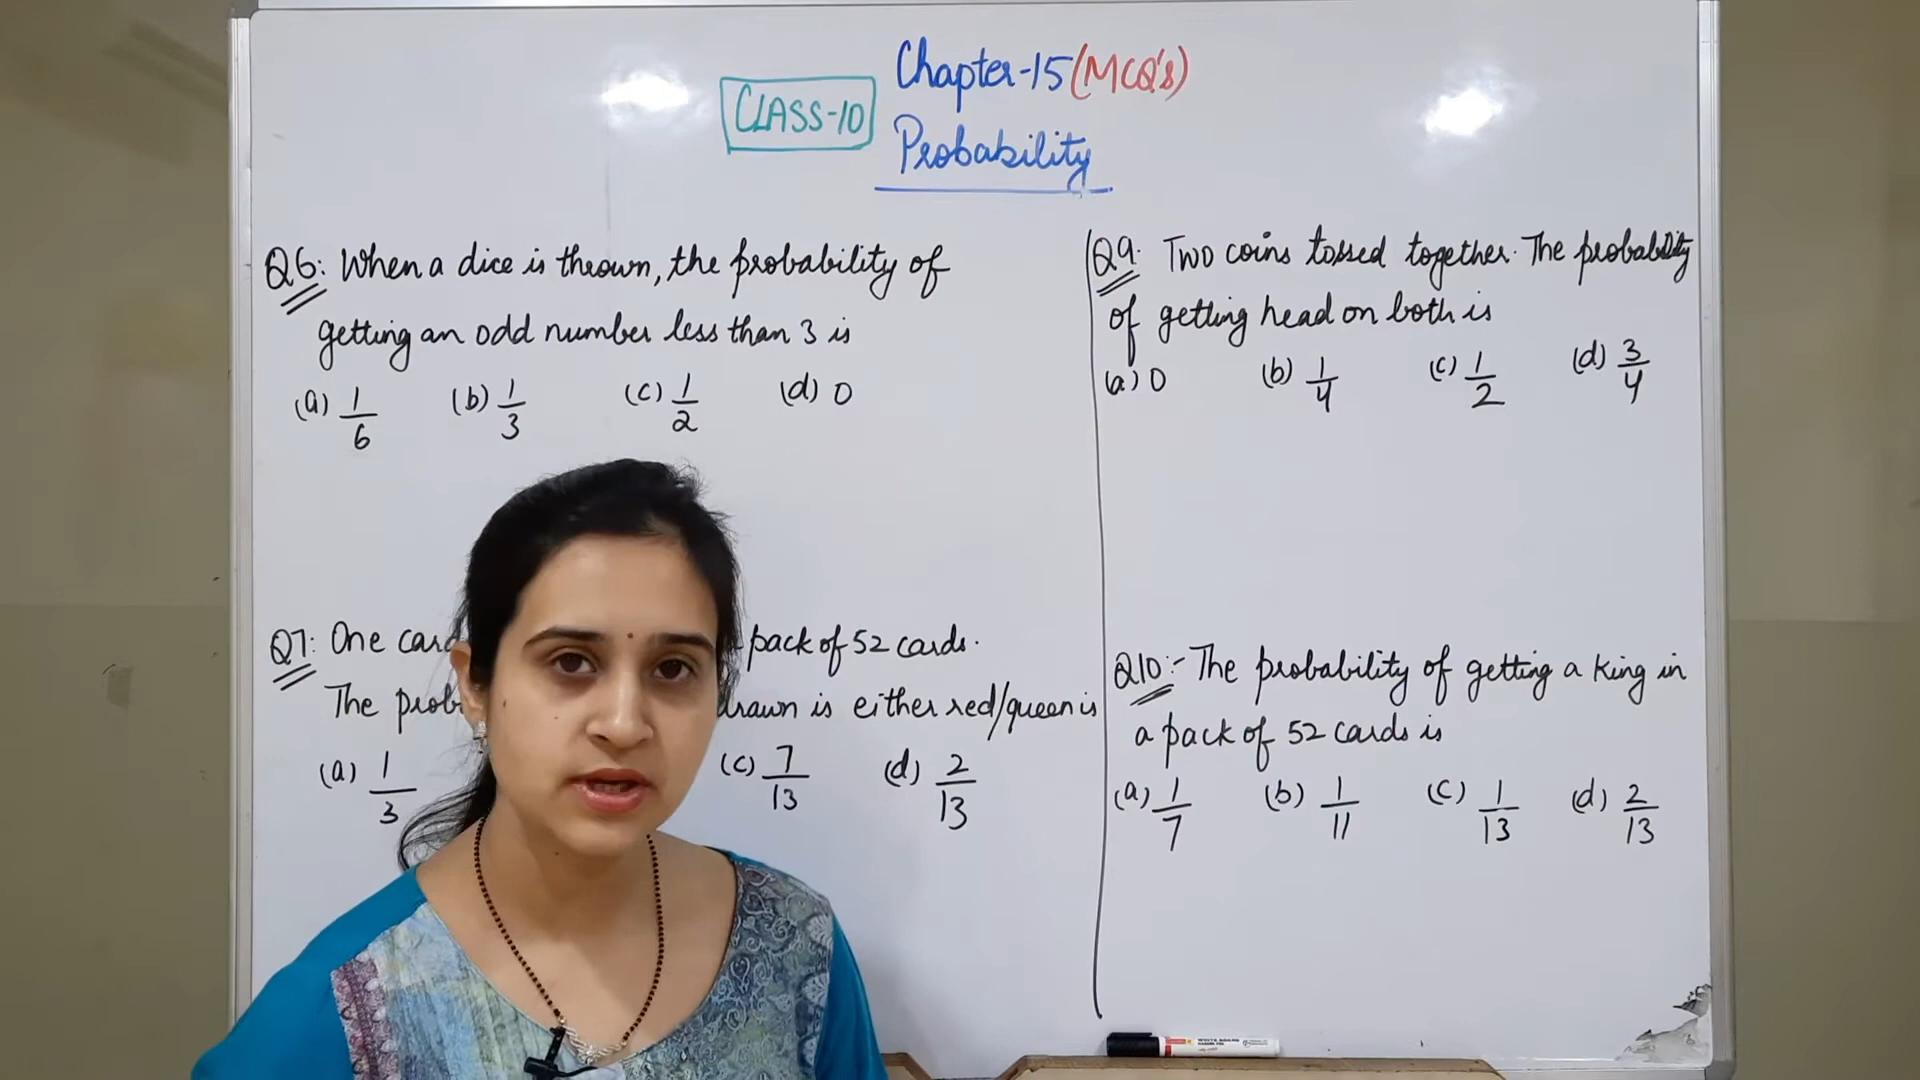 CLASS-10
Chapter-15 (MCQ's)
Probability
Q6: When a dice is thrown, the probability of
getting an odd number less than 3 is
(a) 1/6 (b) 1/3 (c) 1/2 (d) 0
Q7: One card pack of 52 cards.
The drawn is either red/queen is
(a) 1/3 (c) 7/13 (d) 2/13
Q9. Two coins tossed together. The probability
of getting head on both is
(a) 0 (b) 1/4 (c) 1/2 (d) 3/4
Q10:- The probability of getting a king in
a pack of 52 cards is
(a) 1/7 (b) 1/11 (c) 1/13 (d) 2/13